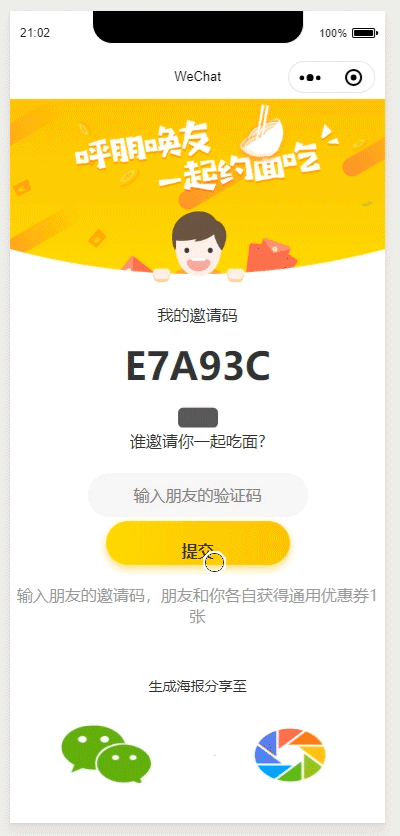 21:02
100%
WeChat
呼朋唤友
一起约面吃
我的邀请码
E7A93C
谁邀请你一起吃面?
输入朋友的验证码
提交
输入朋友的邀请码，朋友和你各自获得通用优惠券1
张
生成海报分享至